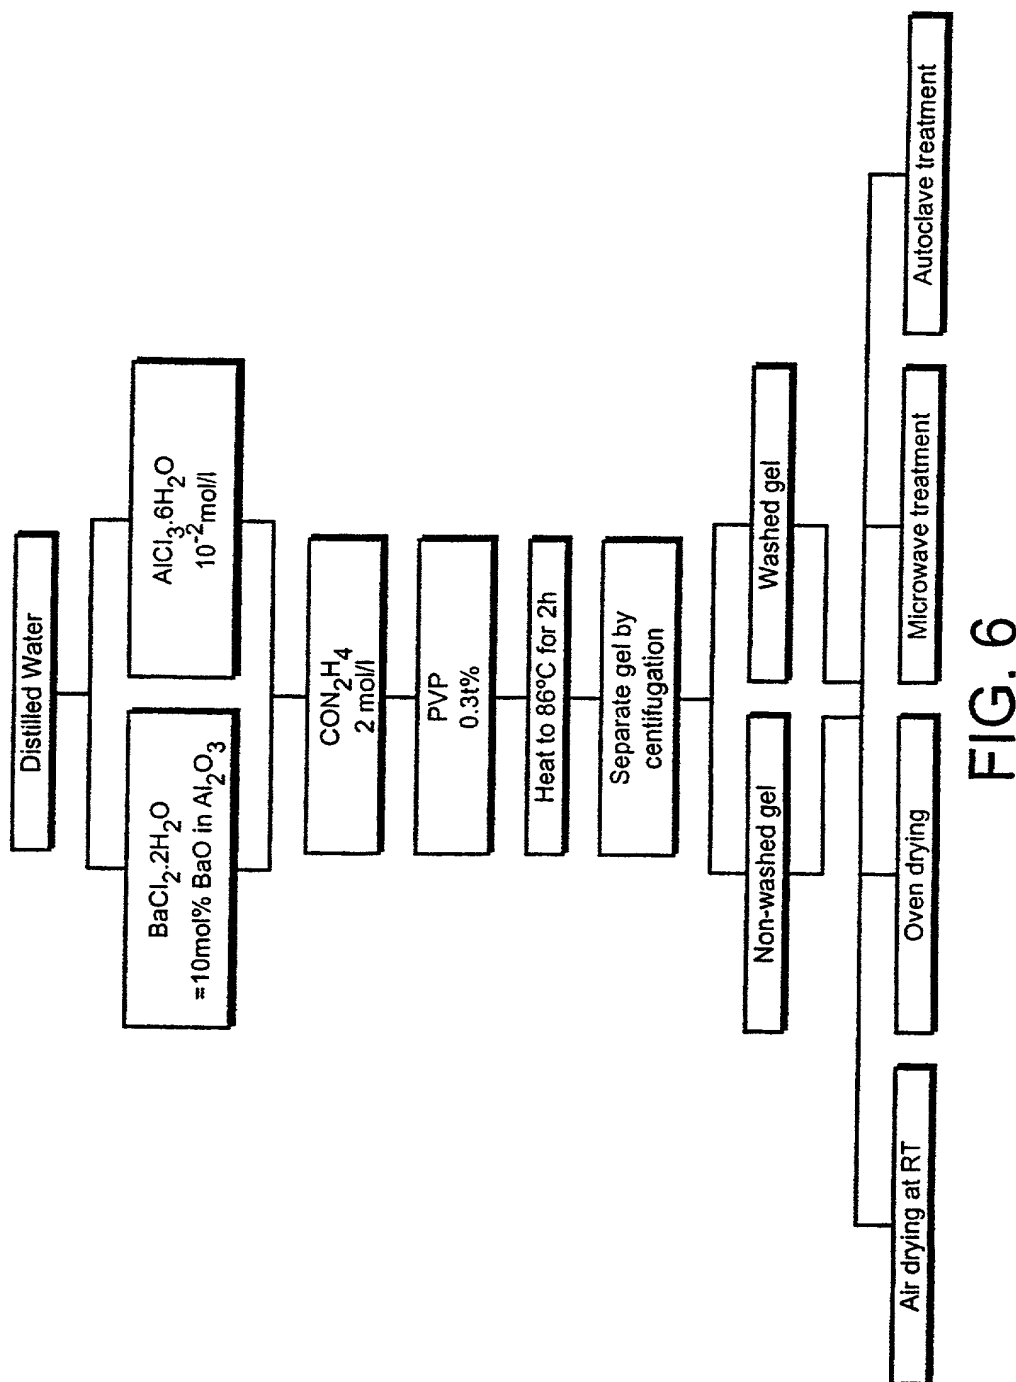 Distilled Water
BaCl₂.2H₂O
=10mol% BaO in Al₂O₃
AlCl₃.6H₂O
10⁻²mol/l
CON₂H₄
2 mol/l
PVP
0.3t%
Heat to 86ºC for 2h
Separate gel by
centifugation
Non-washed gel
Washed gel
Air drying at RT
Oven drying
Microwave treatment
Autoclave treatment
FIG. 6